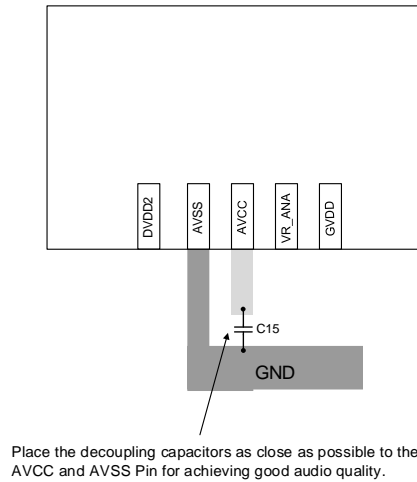 DVDD2
AVSS
AVCC
VR_ANA
GVDD
C15
GND
Place the decoupling capacitors as close as possible to the
AVCC and AVSS Pin for achieving good audio quality.